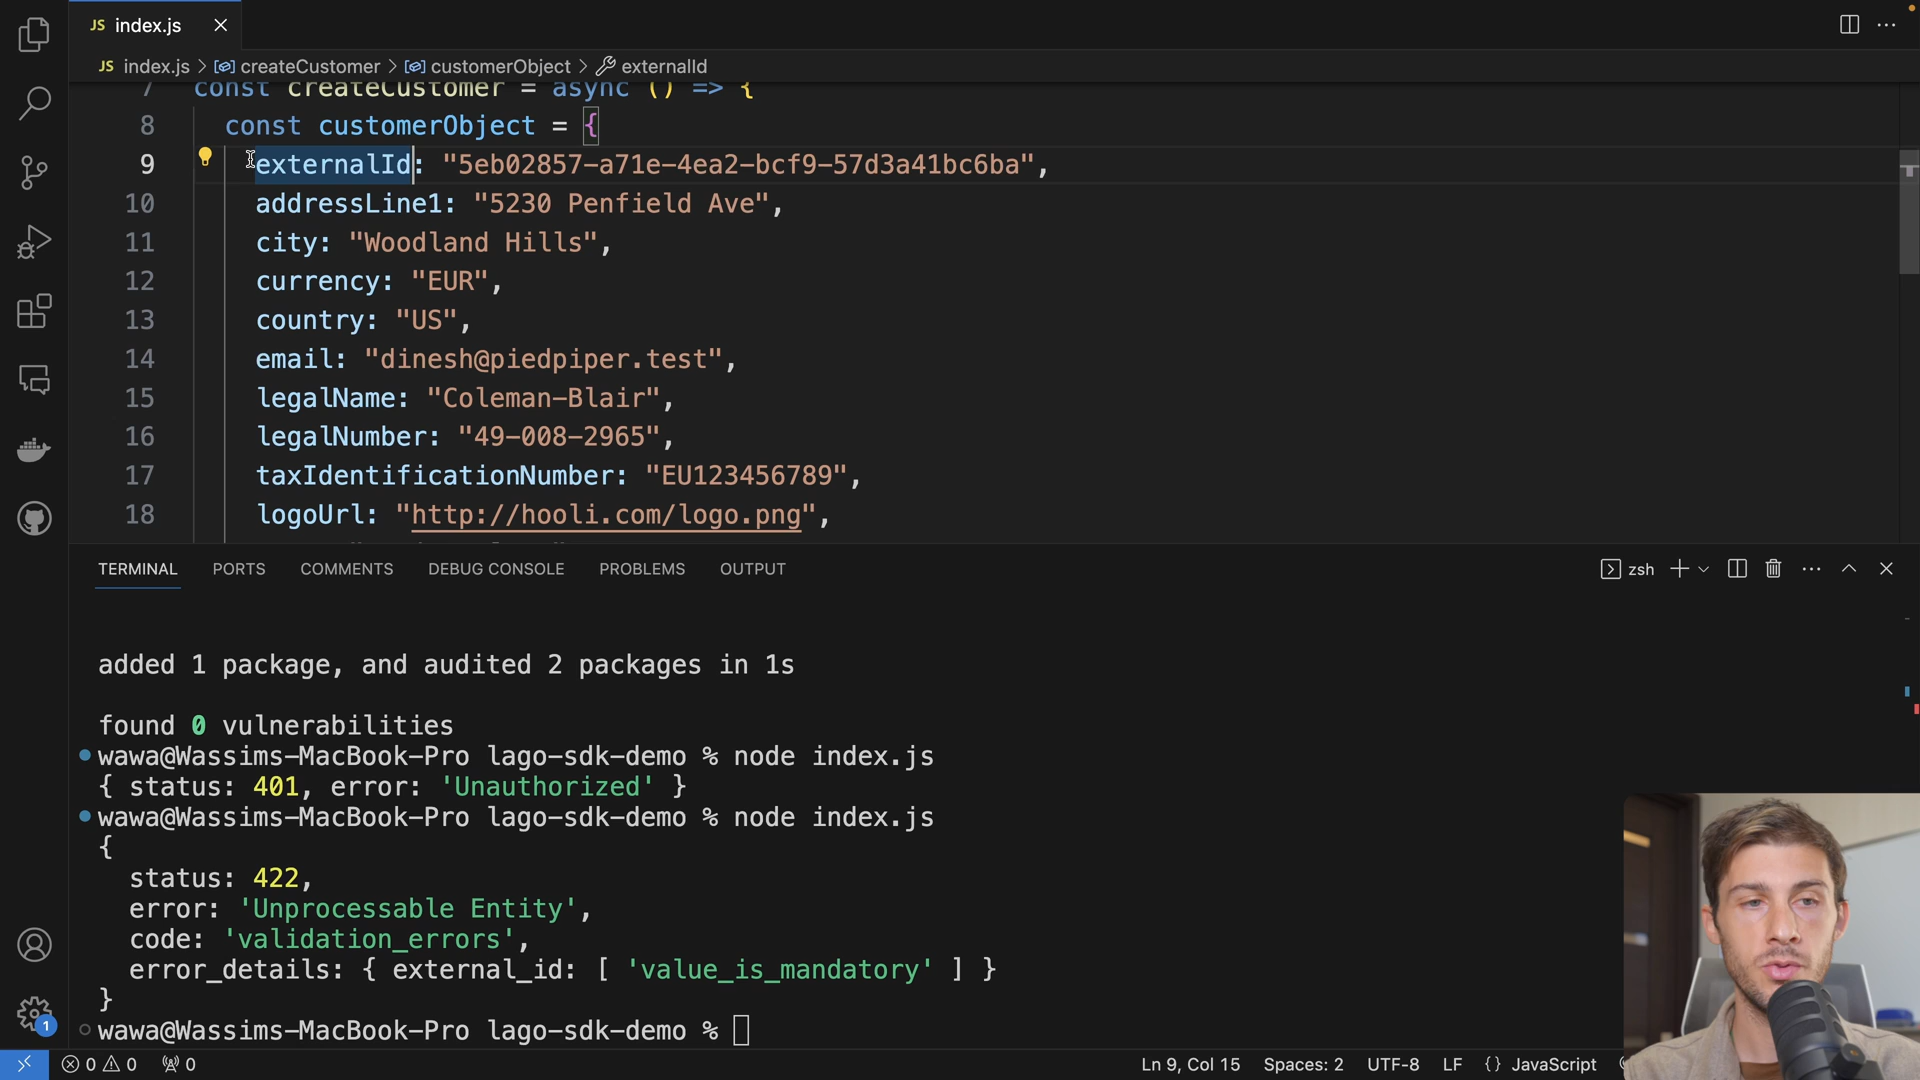 JS index.js
JS index.js > createCustomer > customerObject > externalId
7 const createCustomer = async () => {
8 const customerObject = {
9 externalId: "5eb02857-a71e-4ea2-bcf9-57d3a41bc6ba",
10 addressLine1: "5230 Penfield Ave",
11 city: "Woodland Hills",
12 currency: "EUR",
13 country: "US",
14 email: "dinesh@piedpiper.test",
15 legalName: "Coleman-Blair",
16 legalNumber: "49-008-2965",
17 taxIdentificationNumber: "EU123456789",
18 logoUrl: "http://hooli.com/logo.png",
TERMINAL PORTS COMMENTS DEBUG CONSOLE PROBLEMS OUTPUT zsh
added 1 package, and audited 2 packages in 1s
found 0 vulnerabilities
wawa@Wassims-MacBook-Pro lago-sdk-demo % node index.js
{ status: 401, error: 'Unauthorized' }
wawa@Wassims-MacBook-Pro lago-sdk-demo % node index.js
{
status: 422,
error: 'Unprocessable Entity',
code: 'validation_errors',
error_details: { external_id: [ 'value_is_mandatory' ] }
}
wawa@Wassims-MacBook-Pro lago-sdk-demo %
1
0 0 0 Ln 9, Col 15 Spaces: 2 UTF-8 LF {} JavaScript